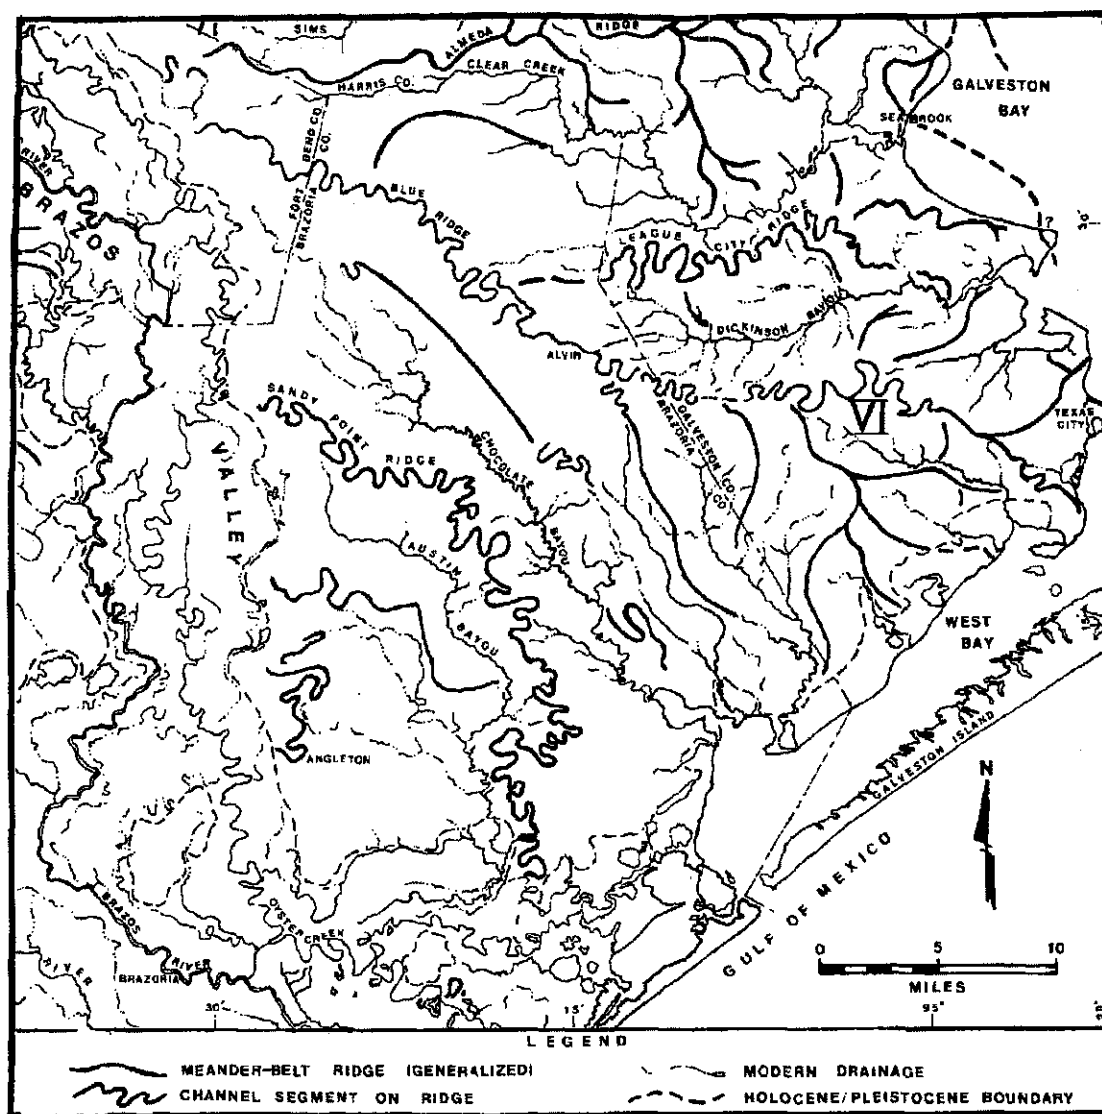 SIMS
ALMEDA RIDGE
HARRIS CO.
CLEAR CREEK
GALVESTON
BAY
SEABROOK
FORT BEND CO.
BRAZORIA CO.
RIVER
BRAZOS
BLUE RIDGE
LEAGUE CITY RIDGE
30'
DICKINSON BAYOU
ALVIN
SANDY POINT RIDGE
GALVESTON CO.
BRAZORIA CO
VI
TEXAS
CITY
VALLEY
CHOCOLATE BAYOU
AUSTIN BAYOU
WEST
BAY
ANGLETON
GALVESTON ISLAND
N
GULF OF MEXICO
OYSTER CREEK
BRAZOS RIVER
RIVER
BRAZORIA
0 5 10
MILES
30' 15' 95°
LEGEND
MEANDER-BELT RIDGE (GENERALIZED)
MODERN DRAINAGE
CHANNEL SEGMENT ON RIDGE
HOLOCENE/PLEISTOCENE BOUNDARY